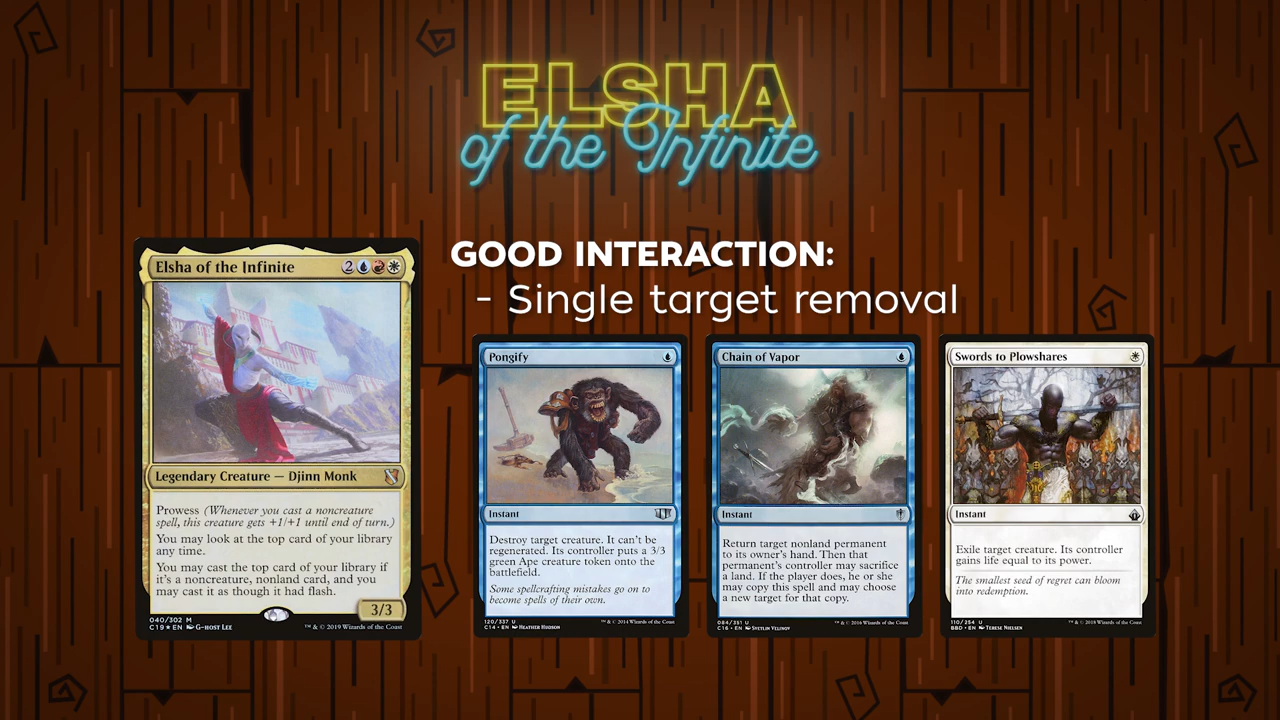 ELSHA
of the Infinite
GOOD INTERACTION:
- Single target removal
Elsha of the Infinite
2
Legendary Creature — Djinn Monk
Prowess (Whenever you cast a noncreature
spell, this creature gets +1/+1 until end of turn.)
You may look at the top card of your library
any time.
You may cast the top card of your library if
it's a noncreature, nonland card, and you
may cast it as though it had flash.
3/3
040/302 M
C19 ★ EN G-host Lee
™ & © 2019 Wizards of the Coast
Pongify
Instant
Destroy target creature. It can't be
regenerated. Its controller puts a 3/3
green Ape creature token onto the
battlefield.
Some spellcrafting mistakes go on to
become spells of their own.
120/337 U
C14 • EN Heather Hudson
™ & © 2014 Wizards of the Coast
Chain of Vapor
Instant
Return target nonland permanent
to its owner's hand. Then that
permanent's controller may sacrifice
a land. If the player does, he or she
may copy this spell and may choose
a new target for that copy.
084/351 U
C16 • EN Svetlin Velinov
™ & © 2016 Wizards of the Coast
Swords to Plowshares
Instant
Exile target creature. Its controller
gains life equal to its power.
The smallest seed of regret can bloom
into redemption.
110/254 U
BBD • EN Terese Nielsen
™ & © 2018 Wizards of the Coast